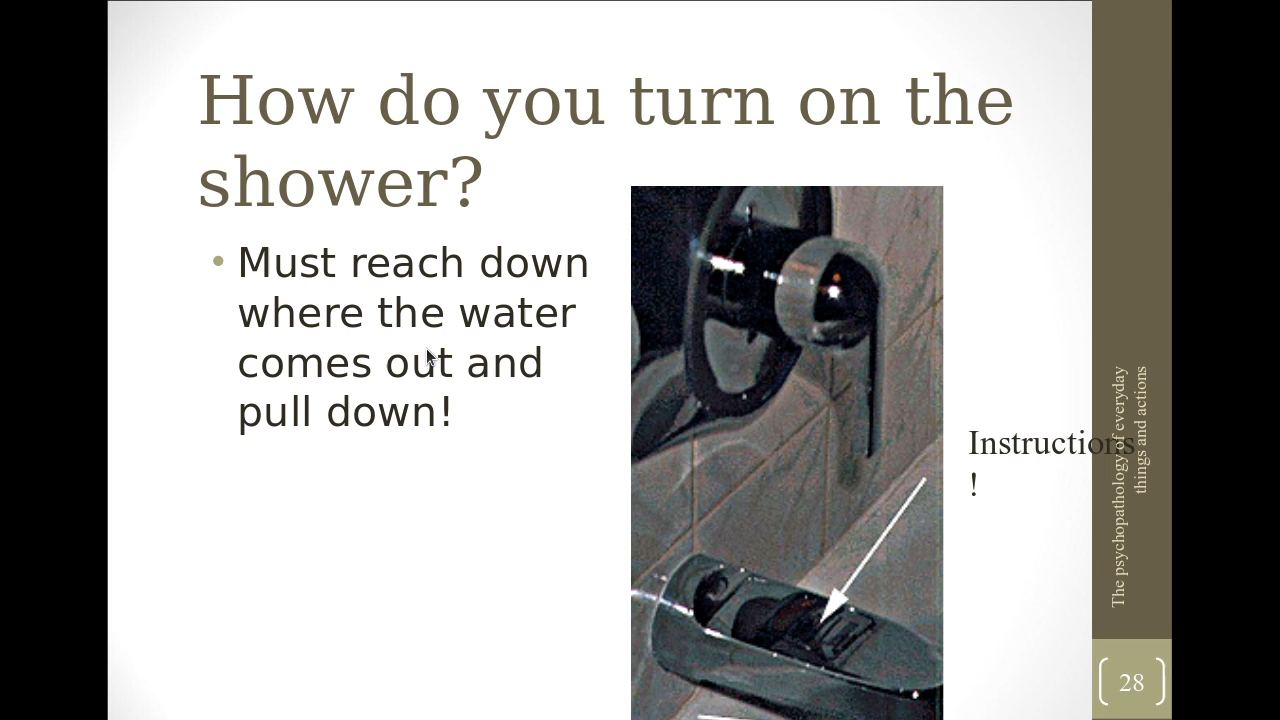 How do you turn on the
shower?
• Must reach down
where the water
comes out and
pull down!
Instructions
!
The psychopathology of everyday
things and actions
28